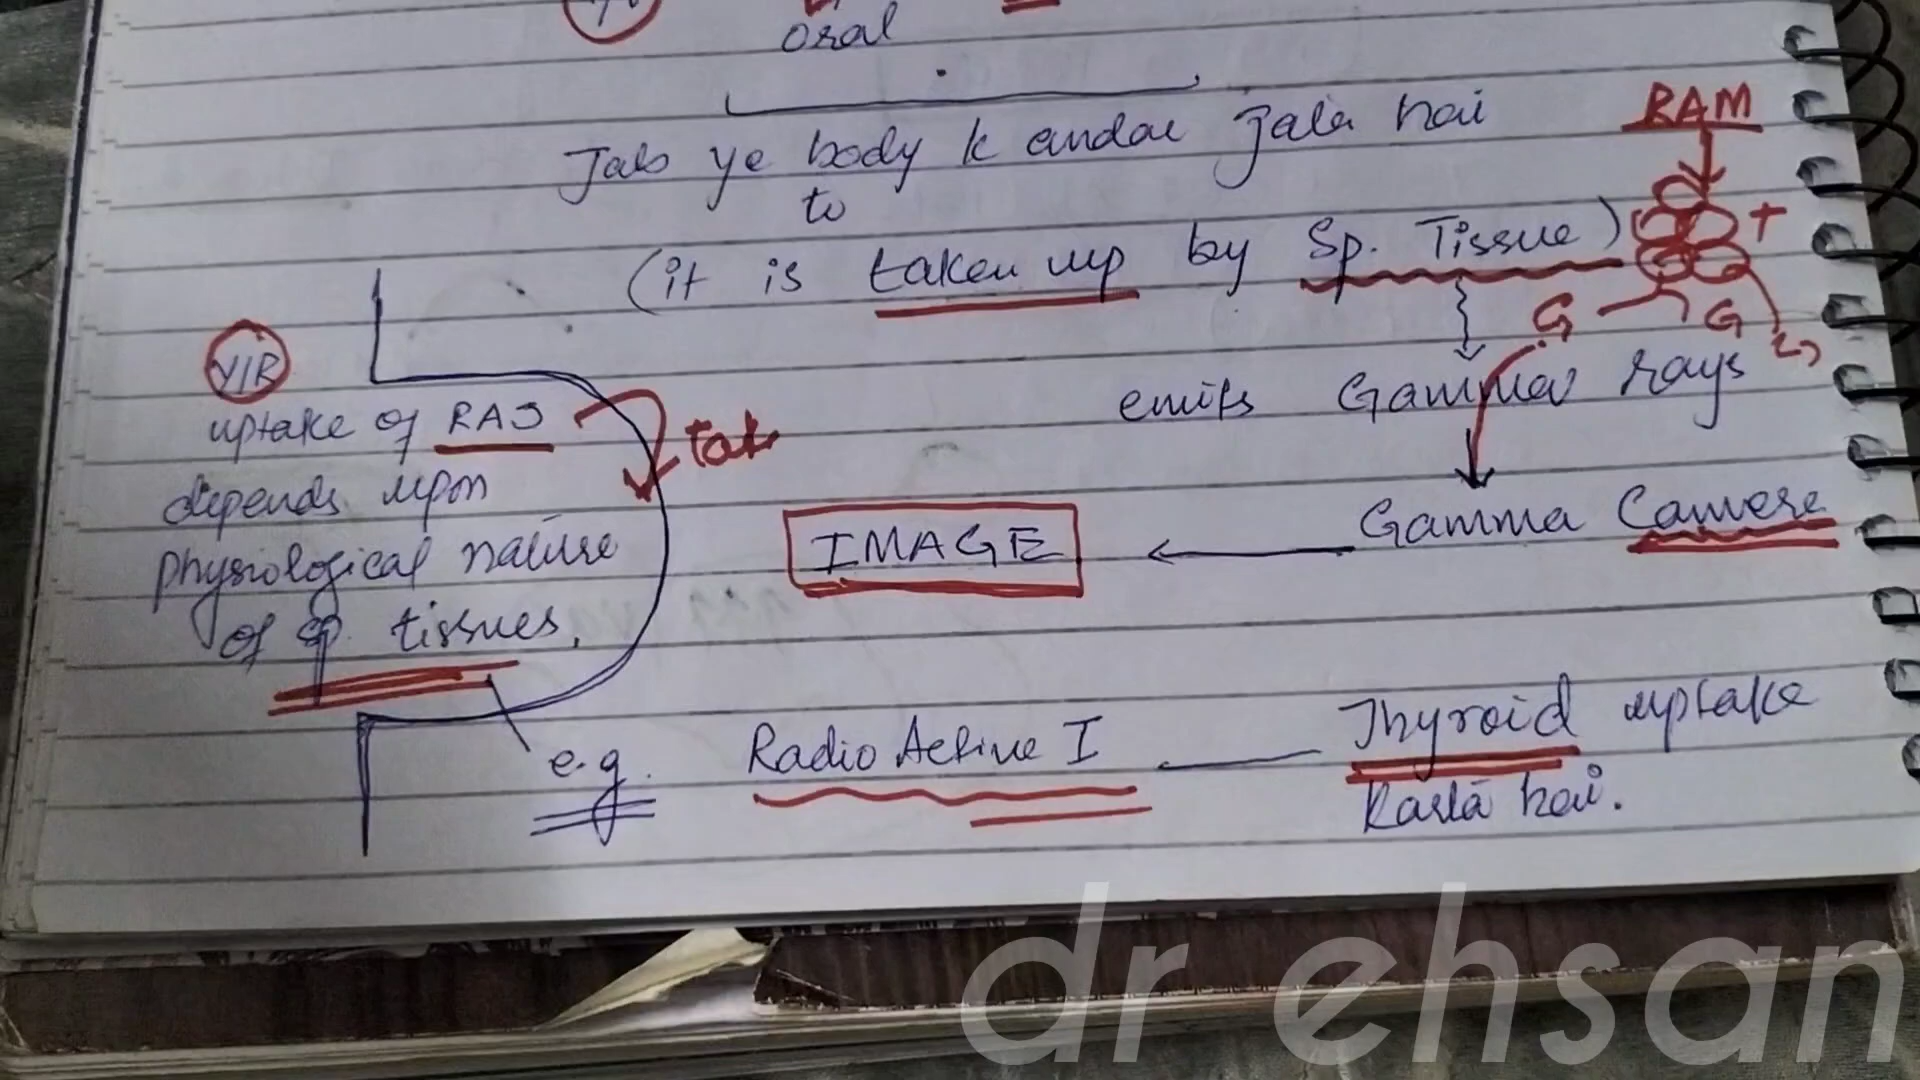 oral
Jab ye body k andar jata hai
to
(it is taken up by Sp. Tissue)
RAM
T
G G
emits Gamma rays
Gamma Camera
IMAGE
VIP
uptake of RAI
depends upon
physiological nature
of sp. tissues.
e.g. Radio Active I — Thyroid uptake
Karta hai.
dr ehsan